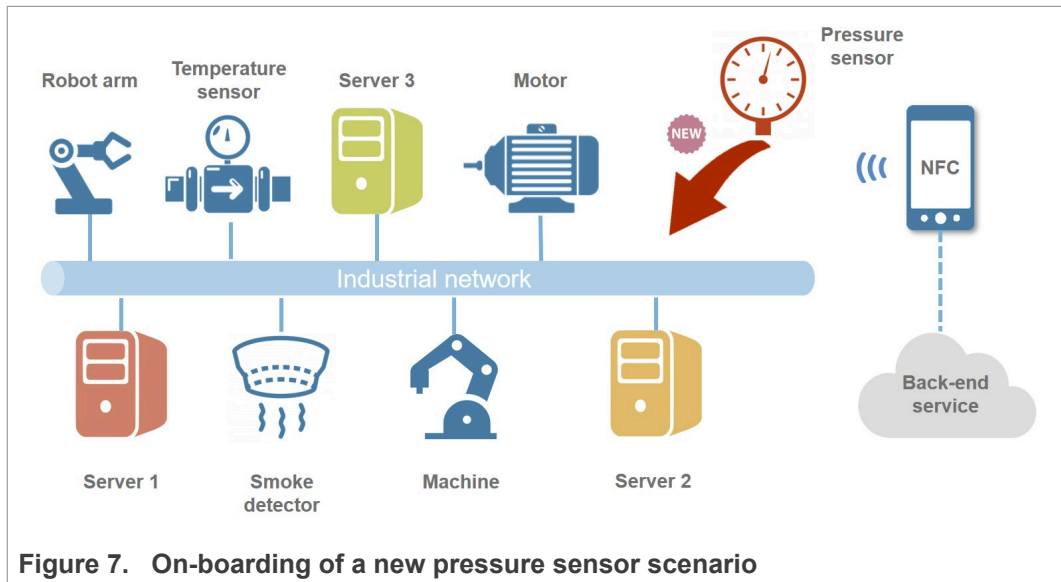 Pressure
sensor
Robot arm
Temperature
sensor
Server 3
Motor
NEW
NFC
Industrial network
Back-end
service
Server 1
Smoke
detector
Machine
Server 2
Figure 7. On-boarding of a new pressure sensor scenario